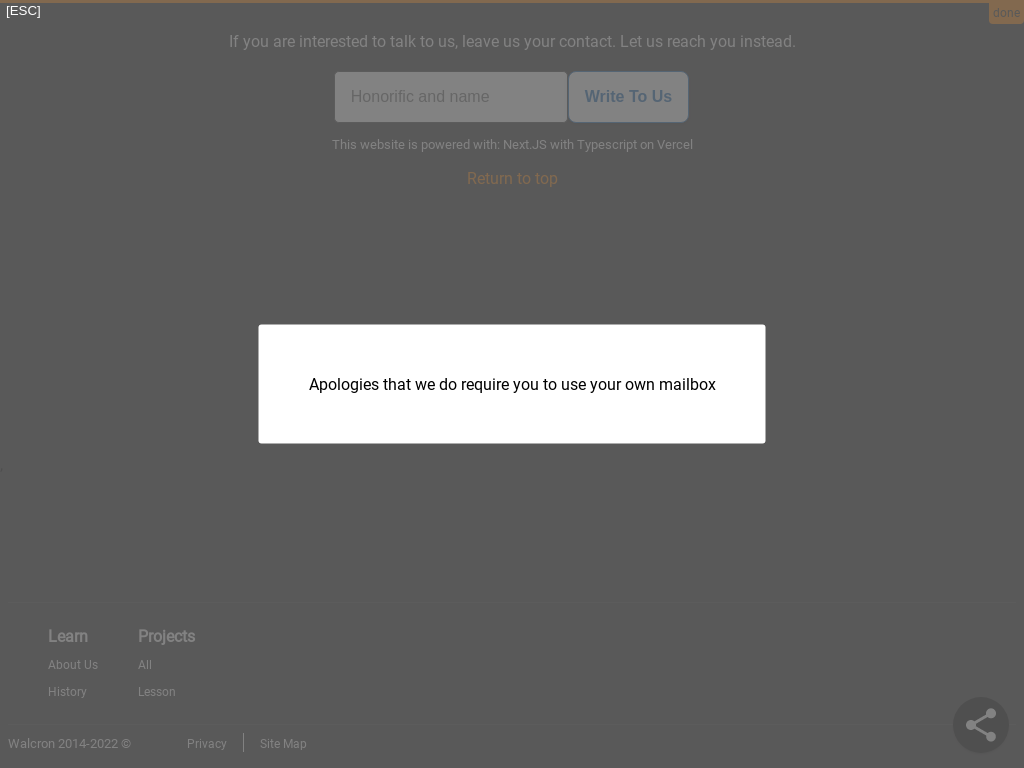 [ESC]
done
If you are interested to talk to us, leave us your contact. Let us reach you instead.
Honorific and name
Write To Us
This website is powered with: Next.JS with Typescript on Vercel
Return to top
Apologies that we do require you to use your own mailbox
Learn
Projects
About Us
All
History
Lesson
Walcron 2014-2022 ©
Privacy
Site Map